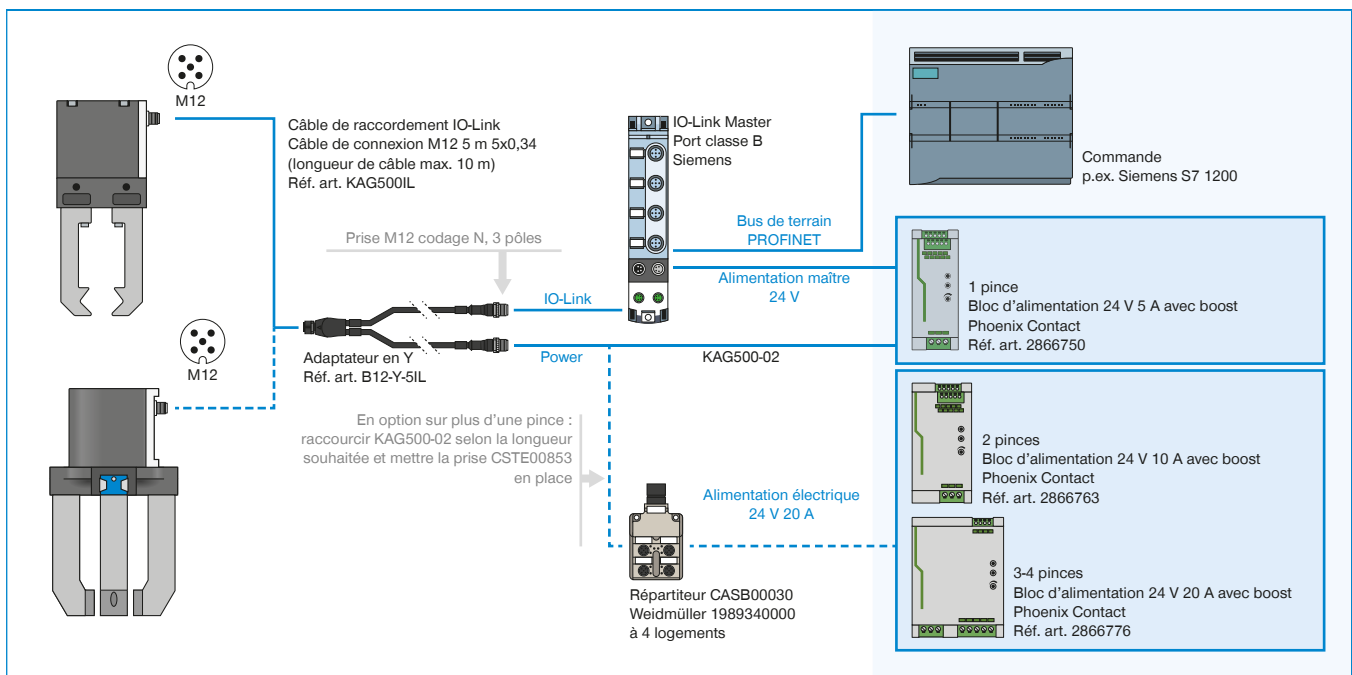 M12
Câble de raccordement IO-Link
Câble de connexion M12 5 m 5x0,34
(longueur de câble max. 10 m)
Réf. art. KAG500IL
IO-Link Master
Port classe B
Siemens
Commande
p.ex. Siemens S7 1200
Prise M12 codage N, 3 pôles
Bus de terrain
PROFINET
Alimentation maître
24 V
1 pince
Bloc d'alimentation 24 V 5 A avec boost
Phoenix Contact
Réf. art. 2866750
IO-Link
M12
Adaptateur en Y
Réf. art. B12-Y-5IL
Power
KAG500-02
En option sur plus d'une pince :
raccourcir KAG500-02 selon la longueur
souhaitée et mettre la prise CSTE00853
en place
2 pinces
Bloc d'alimentation 24 V 10 A avec boost
Phoenix Contact
Réf. art. 2866763
Alimentation électrique
24 V 20 A
Répartiteur CASB00030
Weidmüller 1989340000
à 4 logements
3-4 pinces
Bloc d'alimentation 24 V 20 A avec boost
Phoenix Contact
Réf. art. 2866776